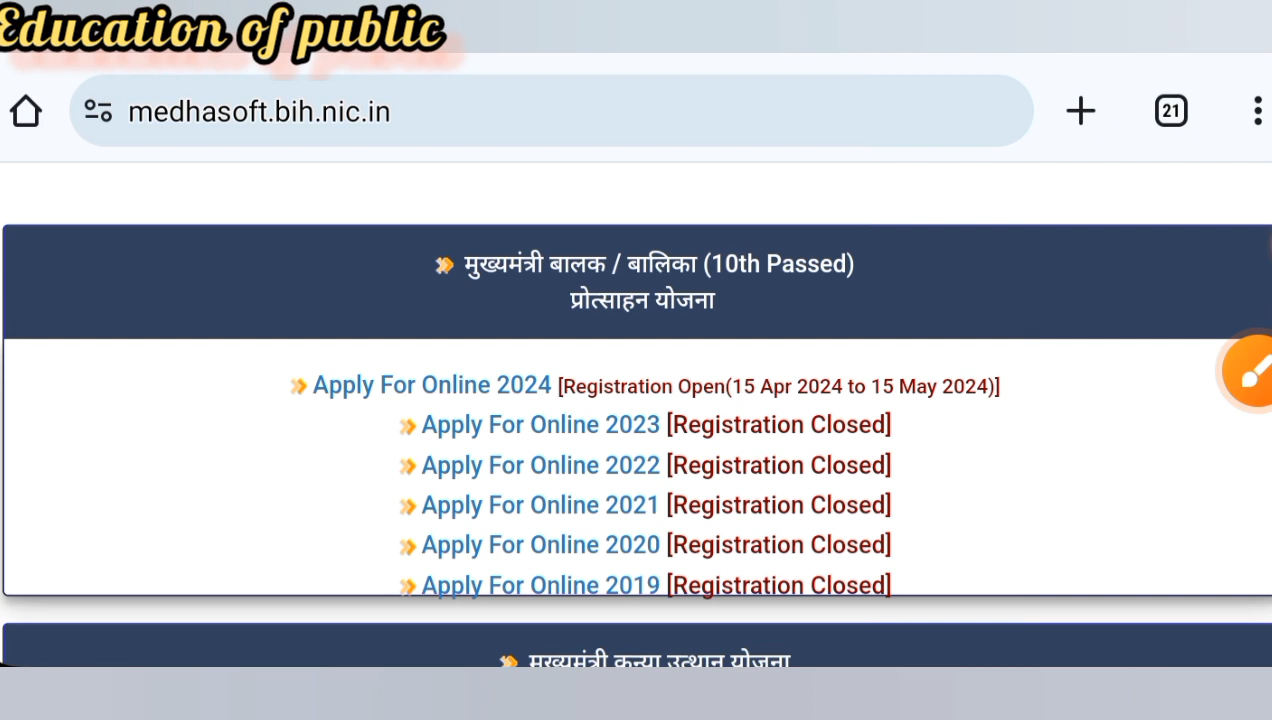 Education of public
medhasoft.bih.nic.in
21
मुख्यमंत्री बालक / बालिका (10th Passed)
प्रोत्साहन योजना
Apply For Online 2024 [Registration Open(15 Apr 2024 to 15 May 2024)]
Apply For Online 2023 [Registration Closed]
Apply For Online 2022 [Registration Closed]
Apply For Online 2021 [Registration Closed]
Apply For Online 2020 [Registration Closed]
Apply For Online 2019 [Registration Closed]
मुख्यमंत्री कन्या उत्थान योजना